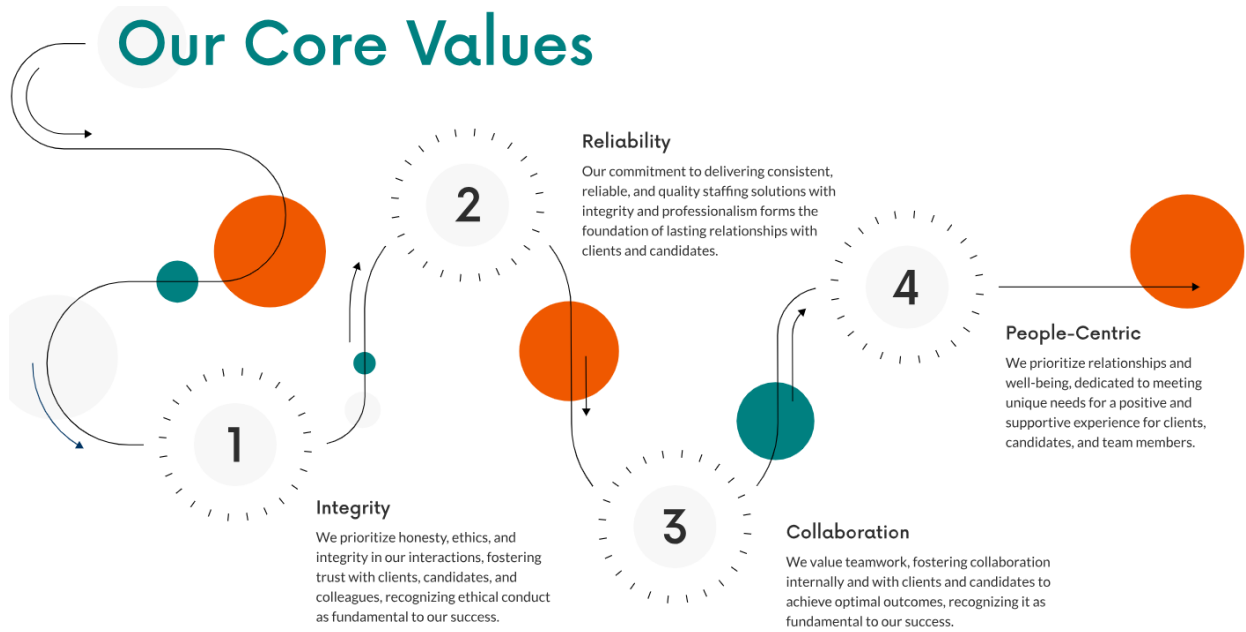 Our Core Values
1
Integrity
We prioritize honesty, ethics, and
integrity in our interactions, fostering
trust with clients, candidates, and
colleagues, recognizing ethical conduct
as fundamental to our success.
2
Reliability
Our commitment to delivering consistent,
reliable, and quality staffing solutions with
integrity and professionalism forms the
foundation of lasting relationships with
clients and candidates.
3
Collaboration
We value teamwork, fostering collaboration
internally and with clients and candidates to
achieve optimal outcomes, recognizing it as
fundamental to our success.
4
People-Centric
We prioritize relationships and
well-being, dedicated to meeting
unique needs for a positive and
supportive experience for clients,
candidates, and team members.